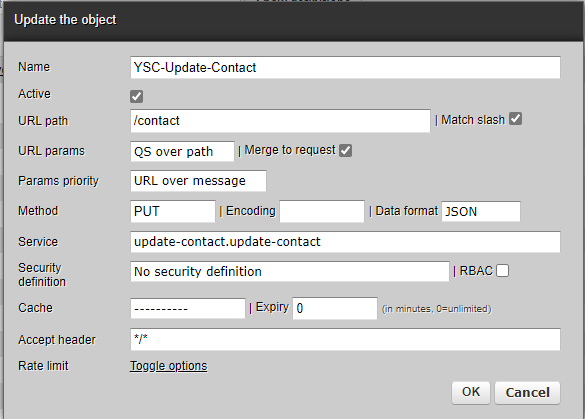 Update the object
Name YSC-Update-Contact
Active
URL path /contact | Match slash
URL params QS over path | Merge to request
Params priority URL over message
Method PUT | Encoding | Data format JSON
Service update-contact.update-contact
Security
definition No security definition | RBAC
Cache ---------- | Expiry 0 (in minutes, 0=unlimited)
Accept header */*
Rate limit Toggle options
OK Cancel